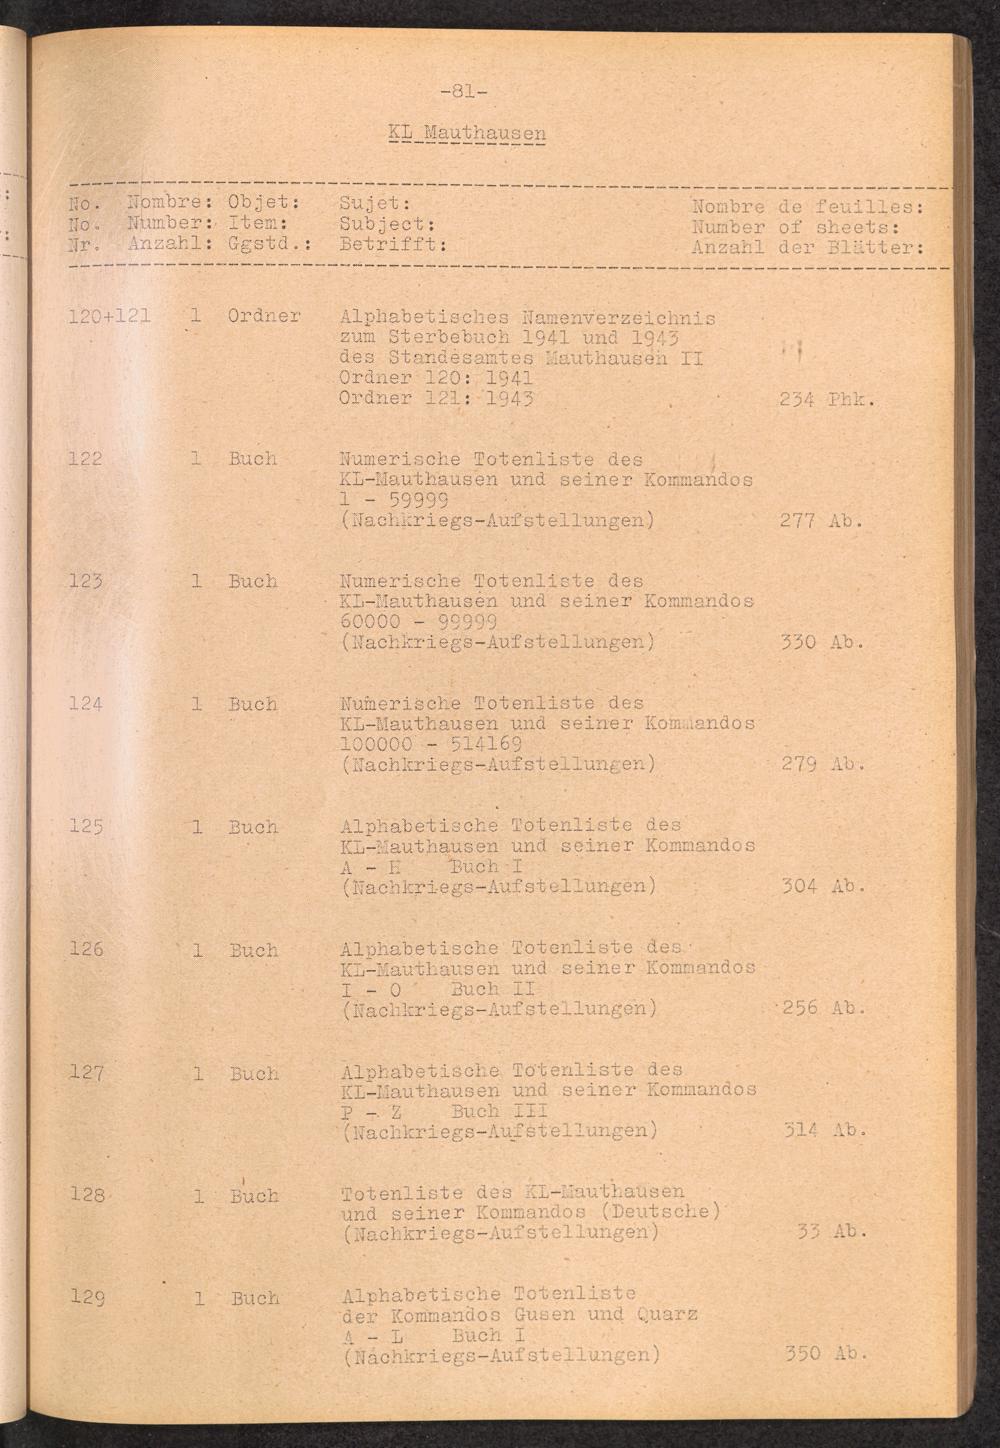 -81-
KL Mauthausen
No. Nombre: Objet: Sujet: Nombre de feuilles:
No. Number: Item: Subject: Number of sheets:
Nr. Anzahl: Ggstd.: Betrifft: Anzahl der Blätter:
120+121 1 Ordner Alphabetisches Namenverzeichnis
zum Sterbebuch 1941 und 1943
des Standesamtes Mauthausen II
Ordner 120: 1941
Ordner 121: 1943 234 Phk.
122 1 Buch Numerische Totenliste des
KL-Mauthausen und seiner Kommandos
1 - 59999
(Nachkriegs-Aufstellungen) 277 Ab.
123 1 Buch Numerische Totenliste des
KL-Mauthausen und seiner Kommandos
60000 - 99999
(Nachkriegs-Aufstellungen) 330 Ab.
124 1 Buch Numerische Totenliste des
KL-Mauthausen und seiner Kommandos
100000 - 514169
(Nachkriegs-Aufstellungen) 279 Ab.
125 1 Buch Alphabetische Totenliste des
KL-Mauthausen und seiner Kommandos
A - H Buch I
(Nachkriegs-Aufstellungen) 304 Ab.
126 1 Buch Alphabetische Totenliste des
KL-Mauthausen und seiner Kommandos
I - O Buch II
(Nachkriegs-Aufstellungen) 256 Ab.
127 1 Buch Alphabetische Totenliste des
KL-Mauthausen und seiner Kommandos
P - Z Buch III
(Nachkriegs-Aufstellungen) 314 Ab.
128 1 Buch Totenliste des KL-Mauthausen
und seiner Kommandos (Deutsche)
(Nachkriegs-Aufstellungen) 33 Ab.
129 1 Buch Alphabetische Totenliste
der Kommandos Gusen und Quarz
A - L Buch I
(Nachkriegs-Aufstellungen) 350 Ab.